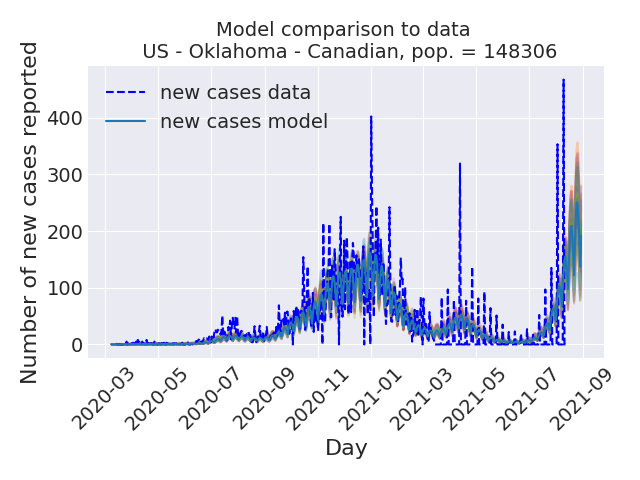 Model comparison to data
US - Oklahoma - Canadian, pop. = 148306
Number of new cases reported
new cases data
new cases model
400
300
200
100
0
2020-03
2020-05
2020-07
2020-09
2020-11
2021-01
2021-03
2021-05
2021-07
2021-09
Day